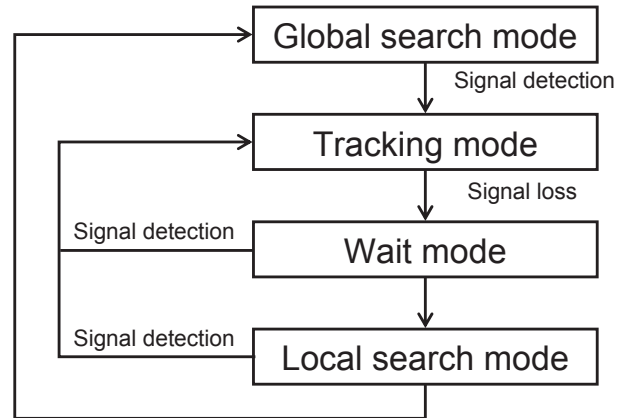 Global search mode
Signal detection
Tracking mode
Signal loss
Signal detection
Wait mode
Signal detection
Local search mode